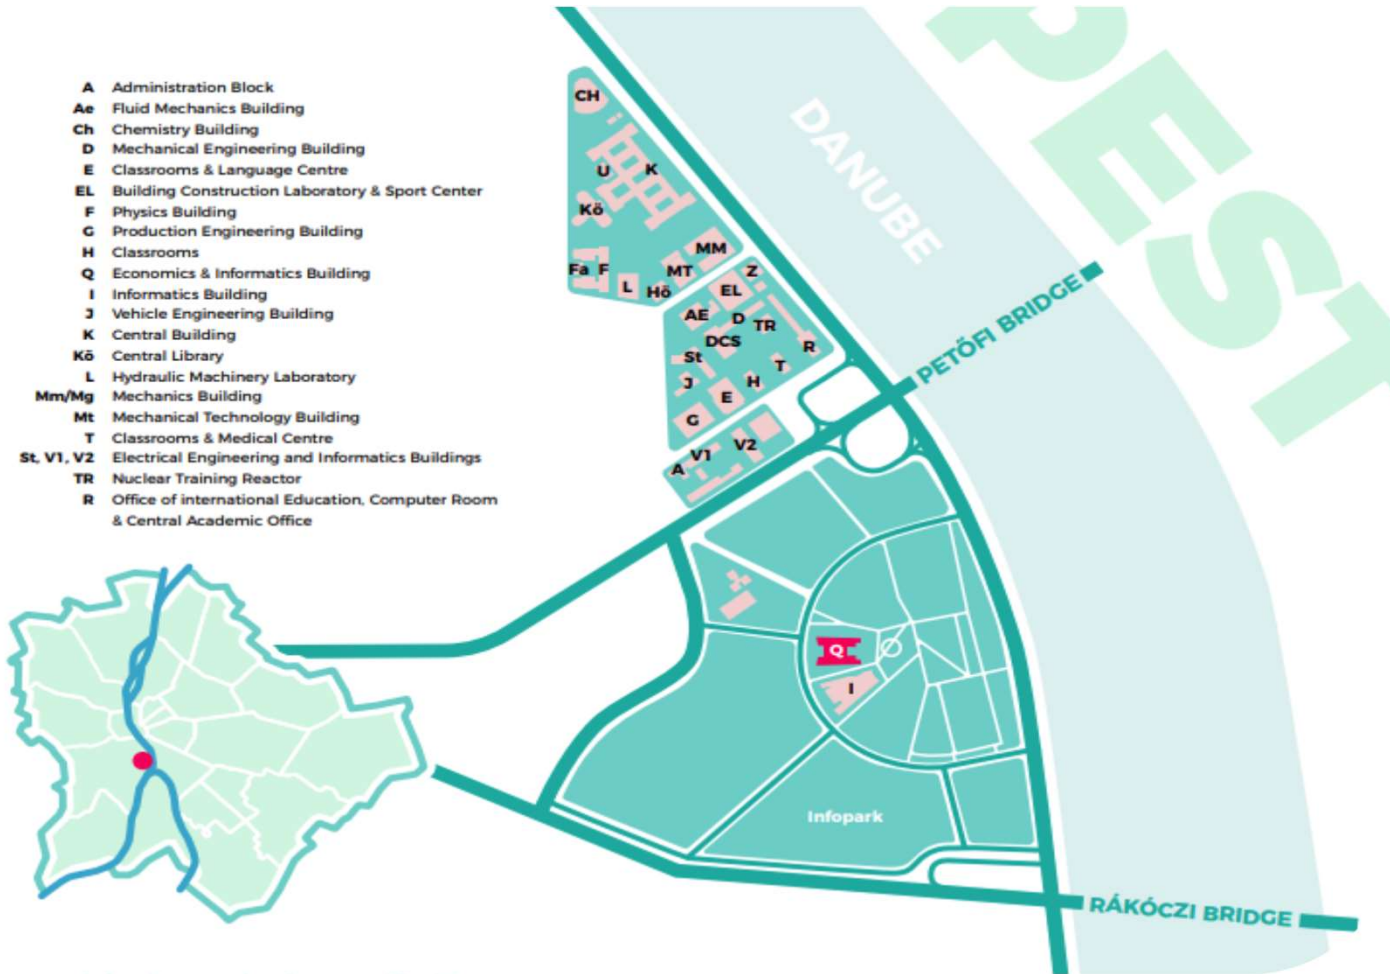 A Administration Block
Ae Fluid Mechanics Building
Ch Chemistry Building
D Mechanical Engineering Building
E Classrooms & Language Centre
EL Building Construction Laboratory & Sport Center
F Physics Building
G Production Engineering Building
H Classrooms
Q Economics & Informatics Building
I Informatics Building
J Vehicle Engineering Building
K Central Building
Kö Central Library
L Hydraulic Machinery Laboratory
Mm/Mg Mechanics Building
Mt Mechanical Technology Building
T Classrooms & Medical Centre
St, V1, V2 Electrical Engineering and Informatics Buildings
TR Nuclear Training Reactor
R Office of international Education, Computer Room
& Central Academic Office
PEST
DANUBE
CH
U
K
Kö
MM
Fa
F
MT
Z
L
Hö
EL
AE
D
TR
DCS
R
St
T
J
H
E
G
V2
V1
A
PETŐFI BRIDGE
Q
I
Infopark
RÁKÓCZI BRIDGE